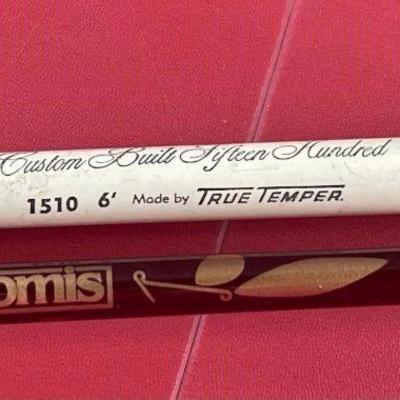 Custom Built Fifteen Hundred
1510 6' Made by TRUE TEMPER.
omis